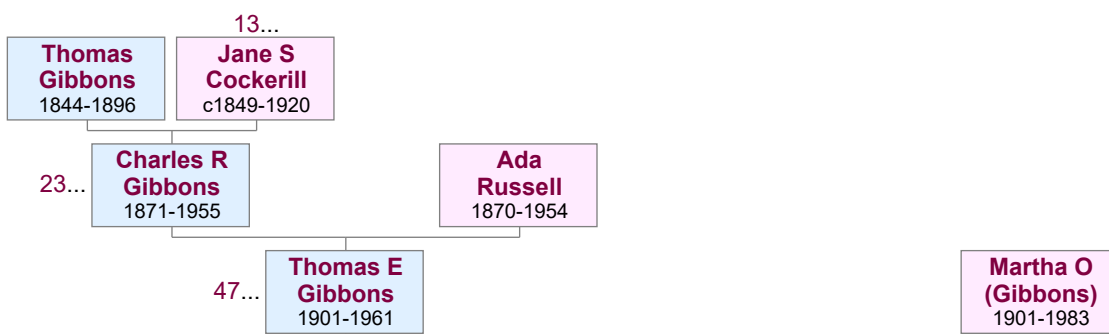 13...
Thomas
Gibbons
1844-1896
Jane S
Cockerill
c1849-1920
23...
Charles R
Gibbons
1871-1955
Ada
Russell
1870-1954
47...
Thomas E
Gibbons
1901-1961
Martha O
(Gibbons)
1901-1983